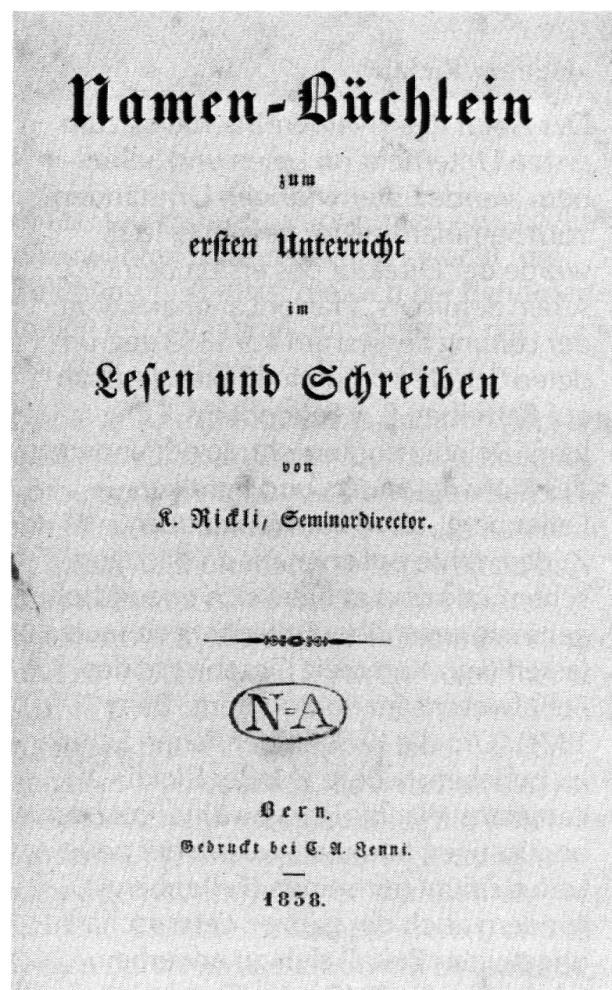 Namen-Büchlein
zum
ersten Unterricht
im
Lesen und Schreiben
von
K. Rickli, Seminardirector.
N-A
Bern.
Gedruckt bei C. A. Jenni.
1838.